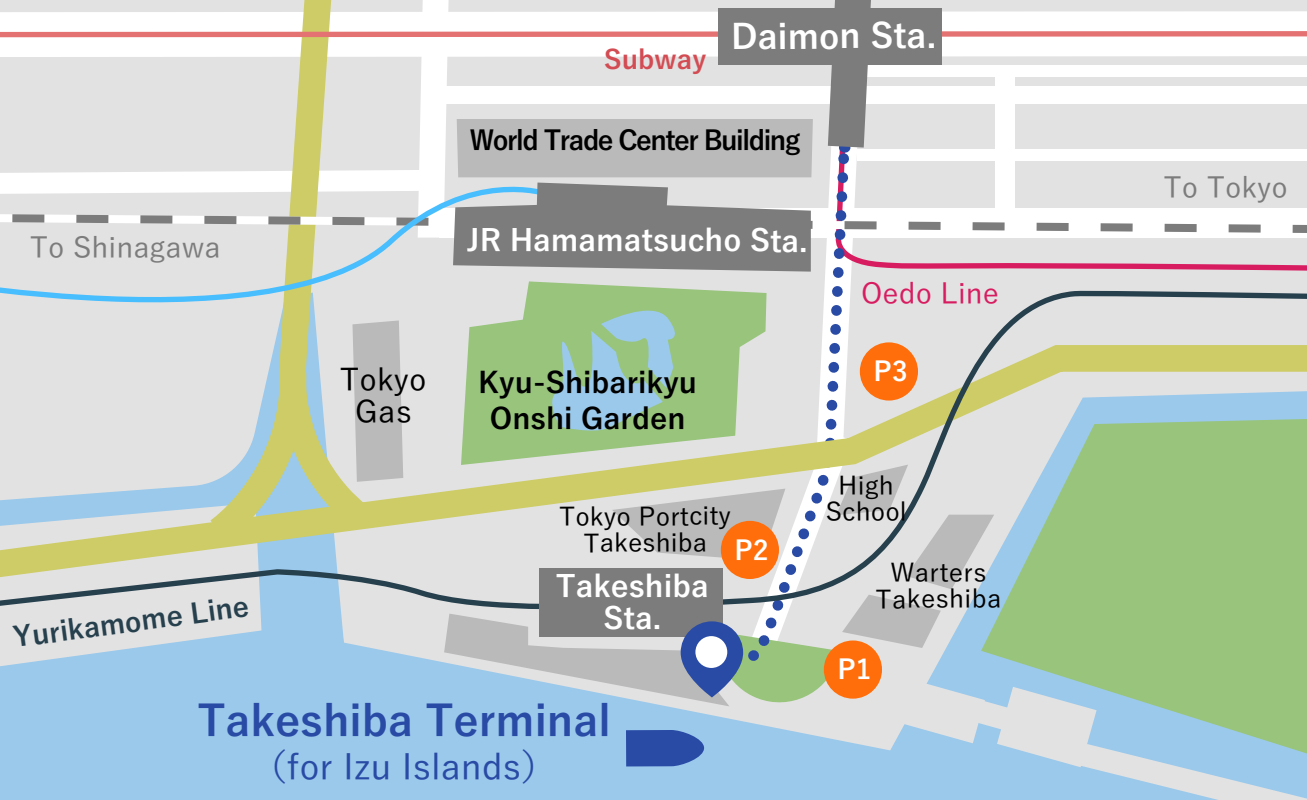 Daimon Sta.
Subway
World Trade Center Building
To Tokyo
To Shinagawa
JR Hamamatsucho Sta.
Oedo Line
P3
Tokyo
Gas
Kyu-Shibarikyu
Onshi Garden
High
School
Tokyo Portcity
Takeshiba
P2
Warters
Takeshiba
Takeshiba
Sta.
Yurikamome Line
P1
Takeshiba Terminal
(for Izu Islands)